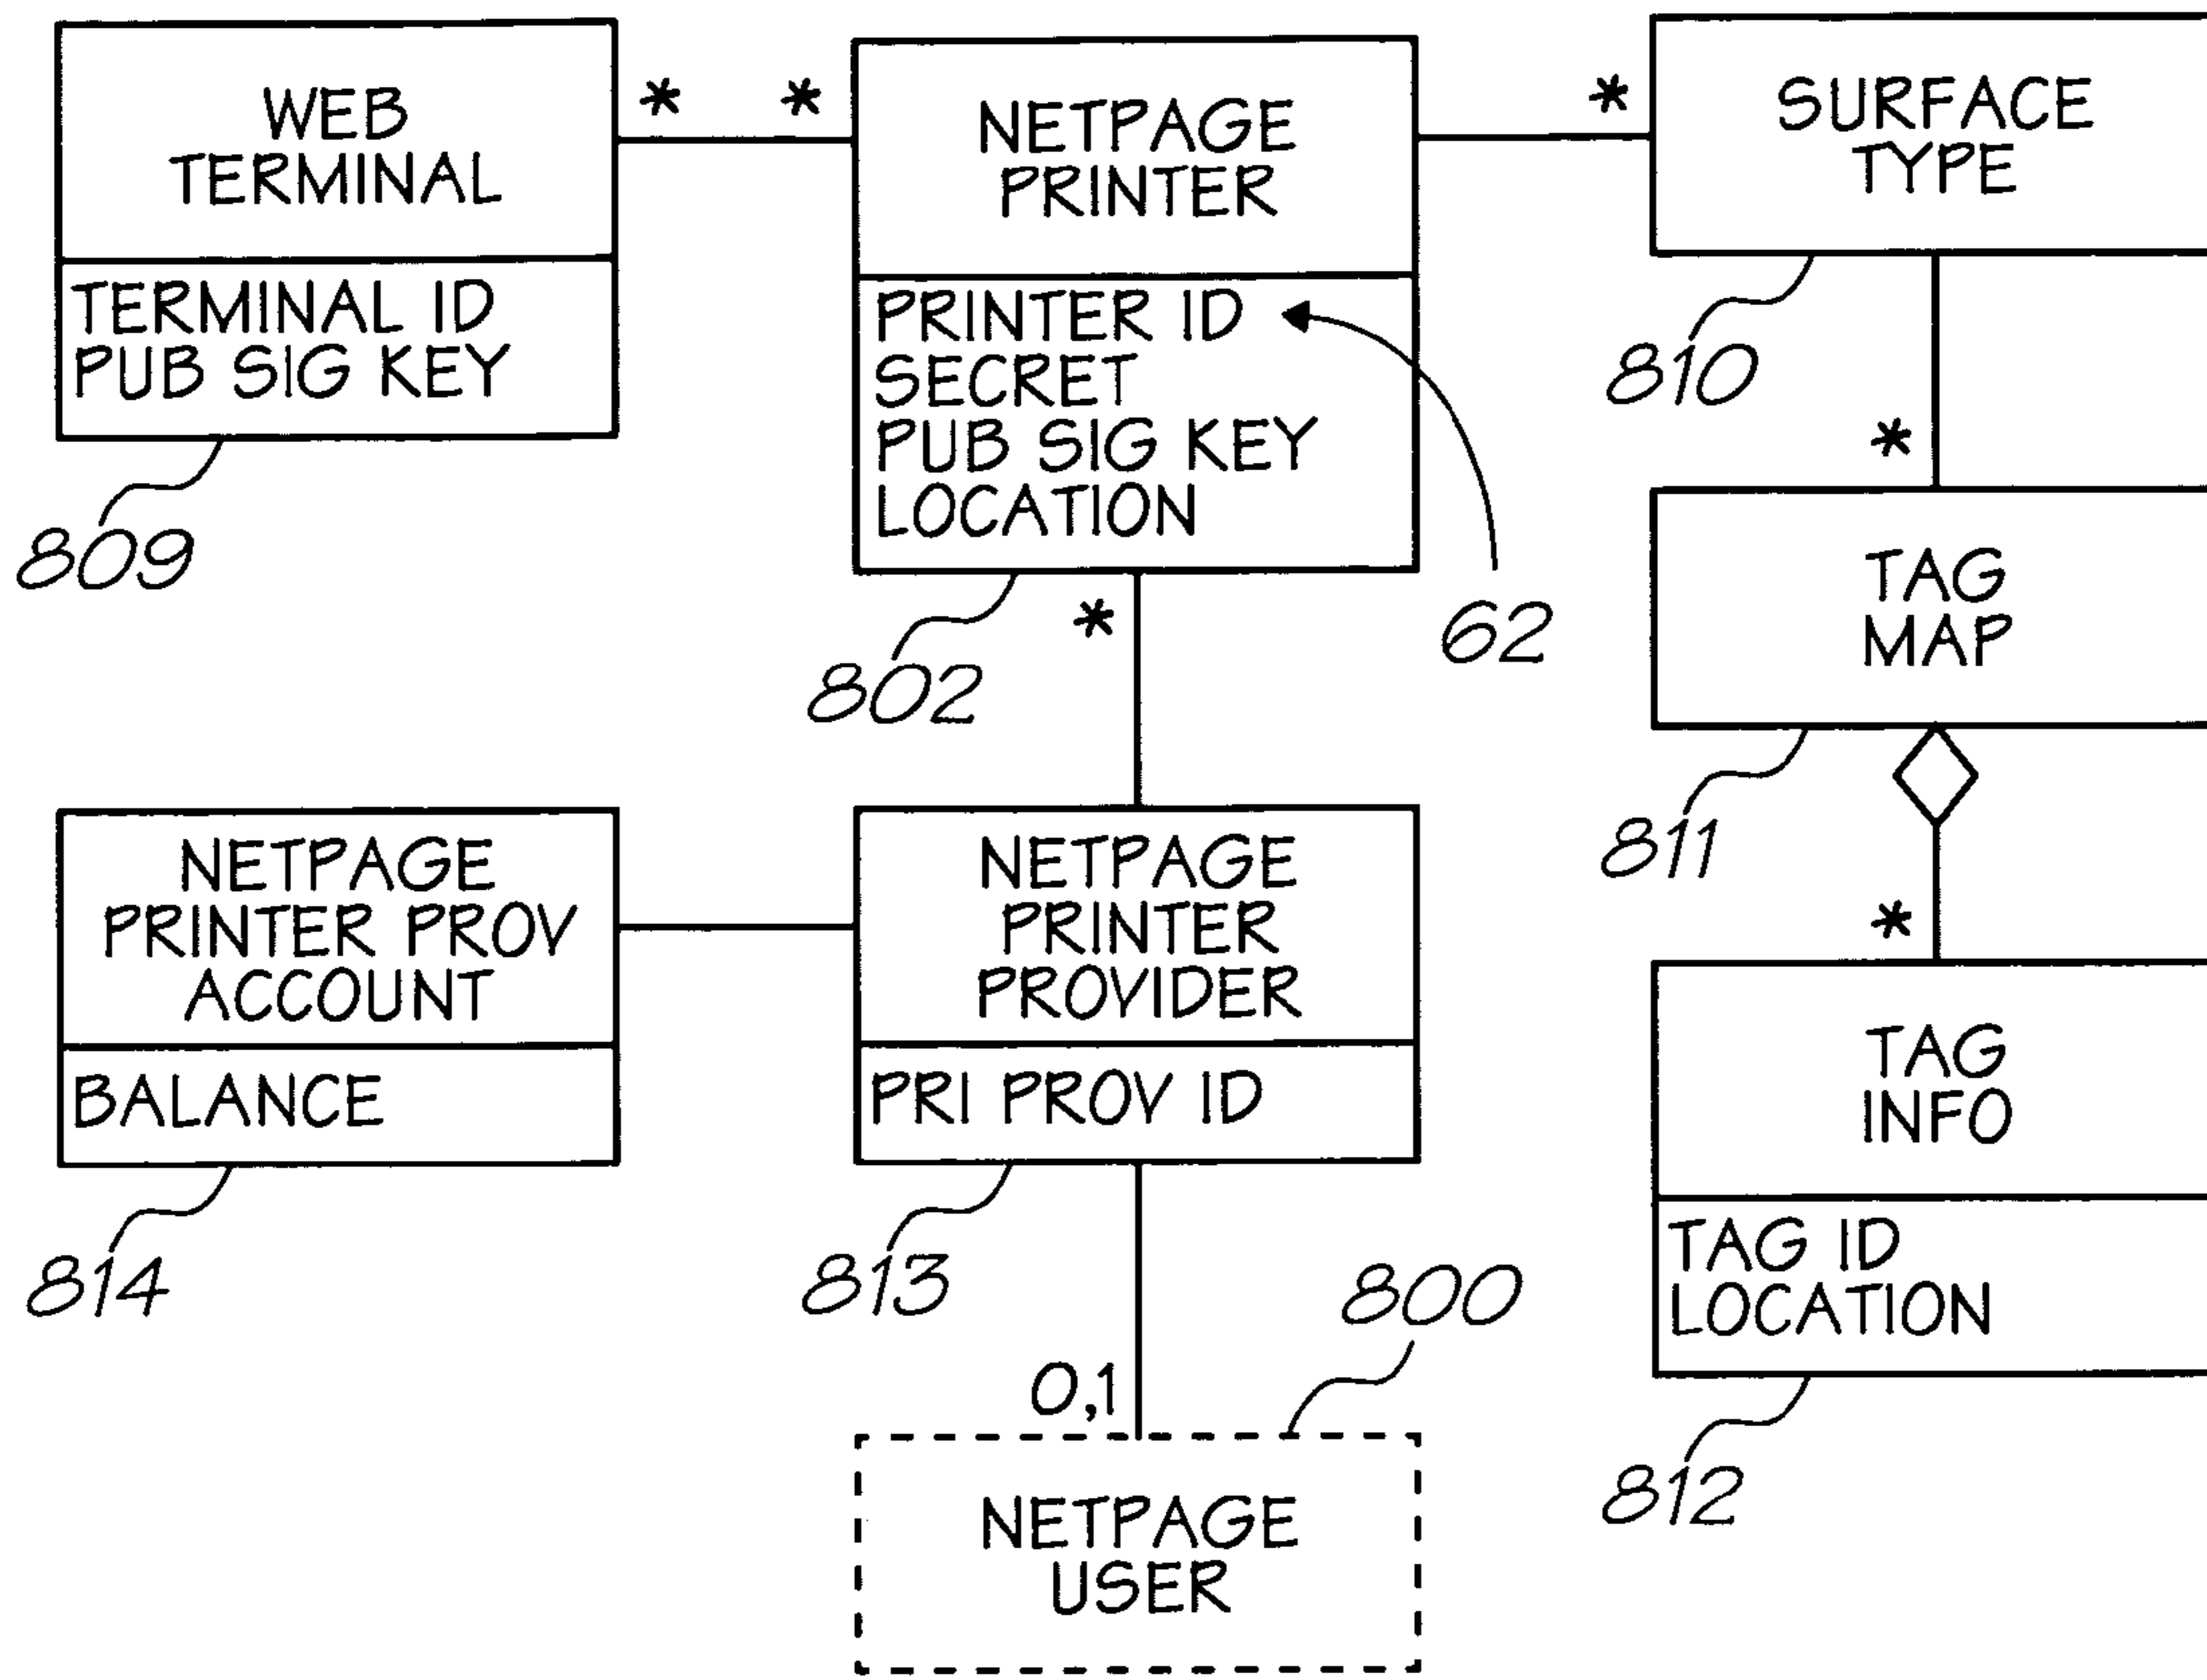 WEB
TERMINAL
TERMINAL ID
PUB SIG KEY
809
*
*
NETPAGE
PRINTER
PRINTER ID
SECRET
PUB SIG KEY
LOCATION
62
802
*
*
SURFACE
TYPE
810
*
TAG
MAP
811
*
TAG
INFO
TAG ID
LOCATION
812
NETPAGE
PRINTER PROV
ACCOUNT
BALANCE
814
NETPAGE
PRINTER
PROVIDER
PRI PROV ID
813
0,1
800
NETPAGE
USER